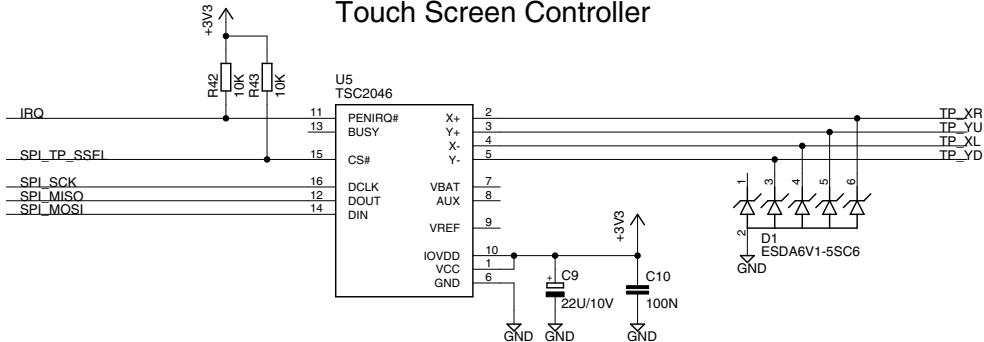 Touch Screen Controller
+3V3
R42
10K
R43
10K
U5
TSC2046
IRQ
11
PENIRQ#
X+
2
TP_XR
13
BUSY
Y+
3
TP_YU
X-
4
TP_XL
SPI_TP_SSEL
15
CS#
Y-
5
TP_YD
SPI_SCK
16
DCLK
VBAT
7
SPI_MISO
12
DOUT
AUX
8
SPI_MOSI
14
DIN
VREF
9
1
3
4
5
6
2
D1
ESDA6V1-5SC6
GND
+3V3
IOVDD
10
VCC
1
GND
6
+
C9
22U/10V
C10
100N
GND
GND
GND